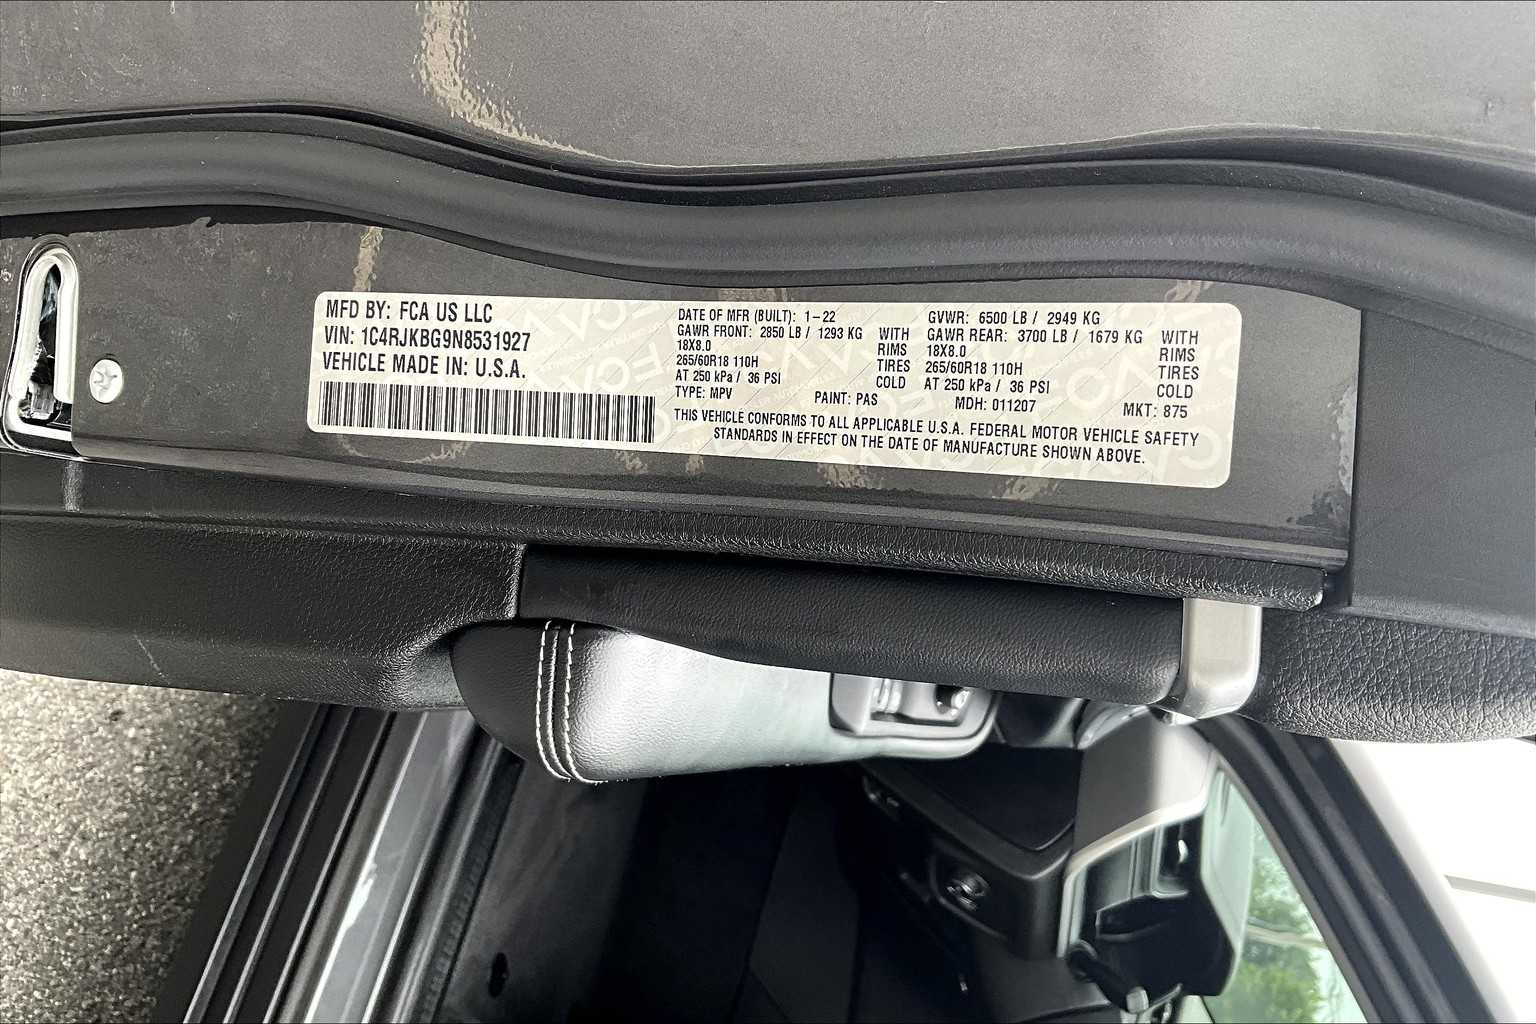 MFD BY: FCA US LLC
VIN: 1C4RJKBG9N8531927
VEHICLE MADE IN: U.S.A.
DATE OF MFR (BUILT): 1-22
GAWR FRONT: 2850 LB / 1293 KG WITH
18X8.0 RIMS
265/60R18 110H TIRES
AT 250 kPa / 36 PSI COLD
TYPE: MPV PAINT: PAS
GVWR: 6500 LB / 2949 KG
GAWR REAR: 3700 LB / 1679 KG WITH
18X8.0 RIMS
265/60R18 110H TIRES
AT 250 kPa / 36 PSI COLD
MDH: 011207 MKT: 875
THIS VEHICLE CONFORMS TO ALL APPLICABLE U.S.A. FEDERAL MOTOR VEHICLE SAFETY
STANDARDS IN EFFECT ON THE DATE OF MANUFACTURE SHOWN ABOVE.